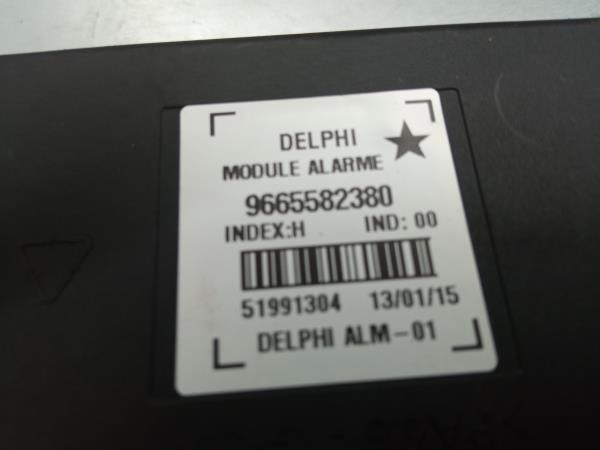 DELPHI
MODULE ALARME
9665582380
INDEX:H IND: 00
51991304 13/01/15
DELPHI ALM-01